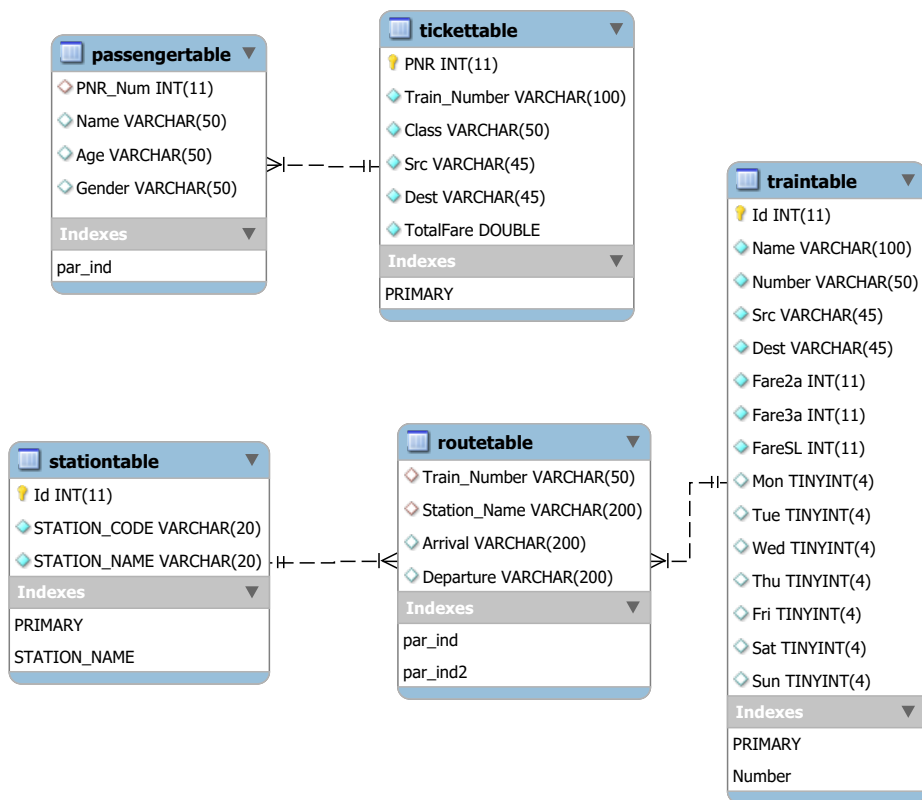 passengertable
PNR_Num INT(11)
Name VARCHAR(50)
Age VARCHAR(50)
Gender VARCHAR(50)
Indexes
par_ind
tickettable
PNR INT(11)
Train_Number VARCHAR(100)
Class VARCHAR(50)
Src VARCHAR(45)
Dest VARCHAR(45)
TotalFare DOUBLE
Indexes
PRIMARY
traintable
Id INT(11)
Name VARCHAR(100)
Number VARCHAR(50)
Src VARCHAR(45)
Dest VARCHAR(45)
Fare2a INT(11)
Fare3a INT(11)
FareSL INT(11)
Mon TINYINT(4)
Tue TINYINT(4)
Wed TINYINT(4)
Thu TINYINT(4)
Fri TINYINT(4)
Sat TINYINT(4)
Sun TINYINT(4)
Indexes
PRIMARY
Number
stationtable
Id INT(11)
STATION_CODE VARCHAR(20)
STATION_NAME VARCHAR(20)
Indexes
PRIMARY
STATION_NAME
routetable
Train_Number VARCHAR(50)
Station_Name VARCHAR(200)
Arrival VARCHAR(200)
Departure VARCHAR(200)
Indexes
par_ind
par_ind2